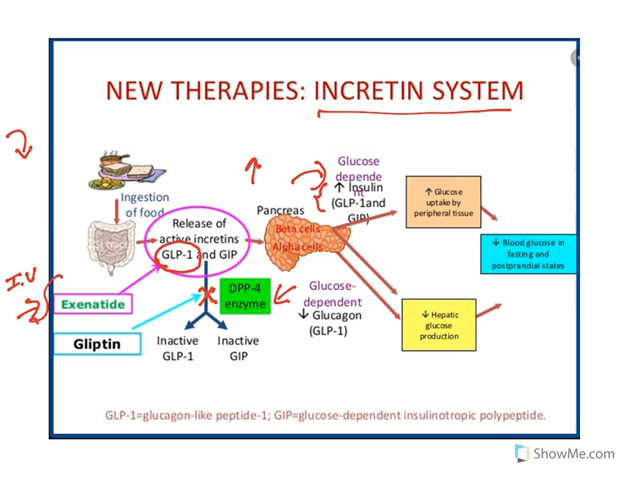 NEW THERAPIES: INCRETIN SYSTEM
Glucose
depende
nt
↑ Insulin
(GLP-1and
GIP)
↑ Glucose
uptake by
peripheral tissue
Ingestion
of food
Release of
active incretins
GLP-1 and GIP
Pancreas
Beta cells
Alpha cells
↓ Blood glucose in
fasting and
postprandial states
I.V
Exenatide
DPP-4
enzyme
Glucose-
dependent
↓ Glucagon
(GLP-1)
↓ Hepatic
glucose
production
Gliptin
Inactive
GLP-1
Inactive
GIP
GLP-1=glucagon-like peptide-1; GIP=glucose-dependent insulinotropic polypeptide.
ShowMe.com